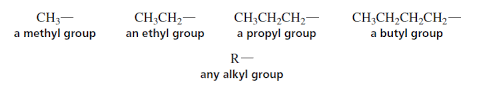 CH₃— CH₃CH₂— CH₃CH₂CH₂— CH₃CH₂CH₂CH₂—
a methyl group an ethyl group a propyl group a butyl group
R—
any alkyl group